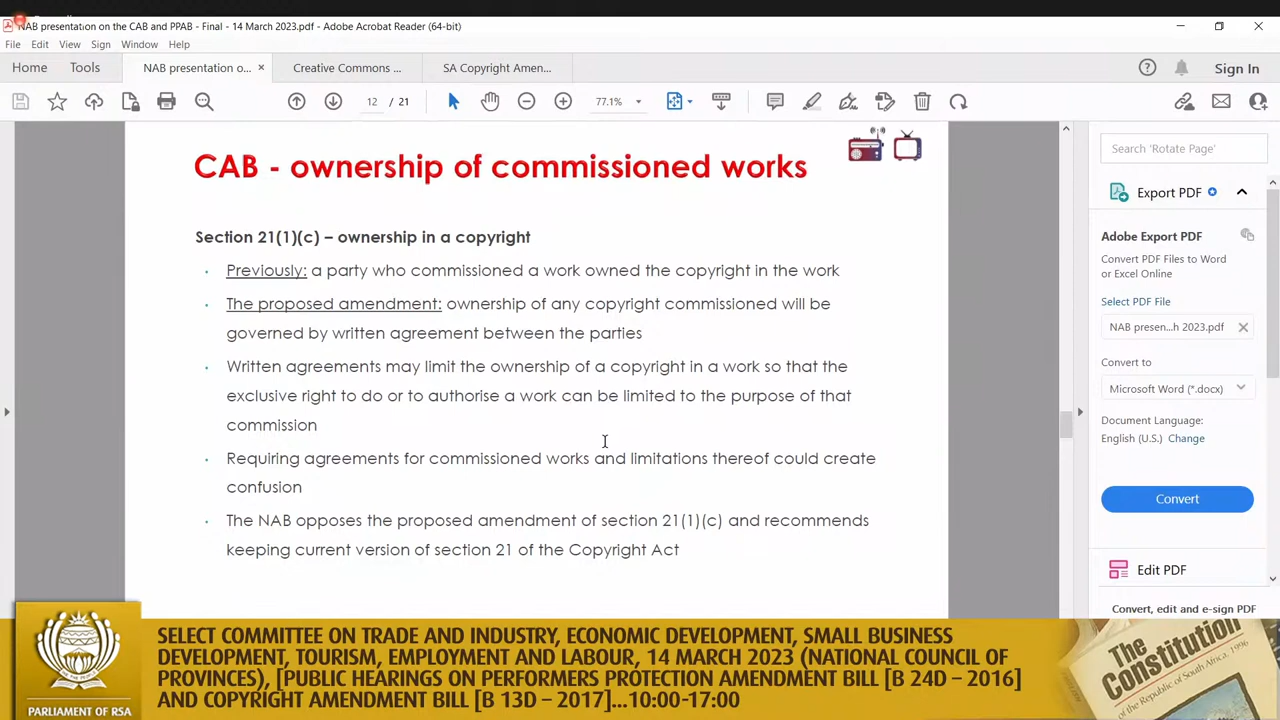 NAB presentation on the CAB and PPAB - Final - 14 March 2023.pdf - Adobe Acrobat Reader (64-bit)
File Edit View Sign Window Help
Home Tools NAB presentation o... × Creative Commons ... SA Copyright Amen... Sign In
12 / 21 77.1%
CAB - ownership of commissioned works
Section 21(1)(c) – ownership in a copyright
• Previously: a party who commissioned a work owned the copyright in the work
• The proposed amendment: ownership of any copyright commissioned will be
governed by written agreement between the parties
• Written agreements may limit the ownership of a copyright in a work so that the
exclusive right to do or to authorise a work can be limited to the purpose of that
commission
• Requiring agreements for commissioned works and limitations thereof could create
confusion
• The NAB opposes the proposed amendment of section 21(1)(c) and recommends
keeping current version of section 21 of the Copyright Act
Search 'Rotate Page'
Export PDF
Adobe Export PDF
Convert PDF Files to Word
or Excel Online
Select PDF File
NAB presen...h 2023.pdf
Convert to
Microsoft Word (*.docx)
Document Language:
English (U.S.) Change
Convert
Edit PDF
Convert, edit and e-sign PDF
PARLIAMENT OF RSA
SELECT COMMITTEE ON TRADE AND INDUSTRY, ECONOMIC DEVELOPMENT, SMALL BUSINESS
DEVELOPMENT, TOURISM, EMPLOYMENT AND LABOUR, 14 MARCH 2023 (NATIONAL COUNCIL OF
PROVINCES), [PUBLIC HEARINGS ON PERFORMERS PROTECTION AMENDMENT BILL [B 24D – 2016]
AND COPYRIGHT AMENDMENT BILL [B 13D – 2017]...10:00-17:00
The
Constitution
of the Republic of South Africa, 1996